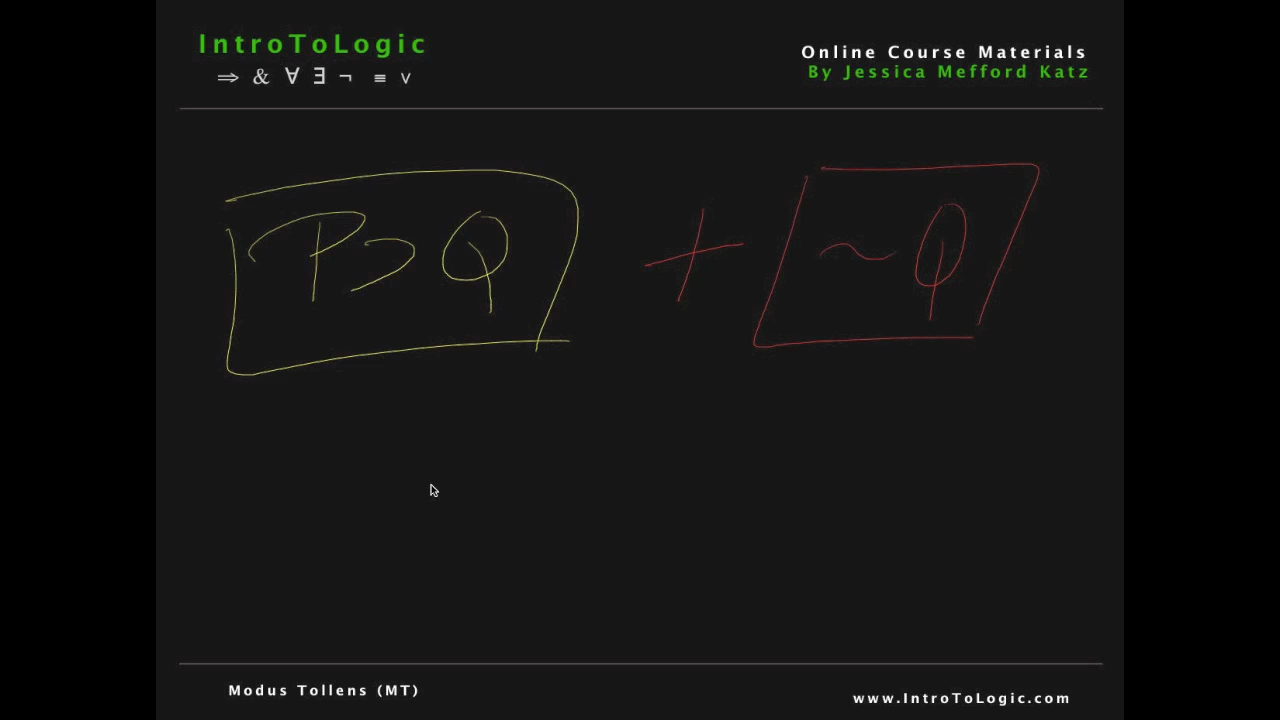 IntroToLogic
⇒ & ∀ ∃ ¬ ≡ v
Online Course Materials
By Jessica Mefford Katz
P ⊃ Q + ~ Q
Modus Tollens (MT)
www.IntroToLogic.com